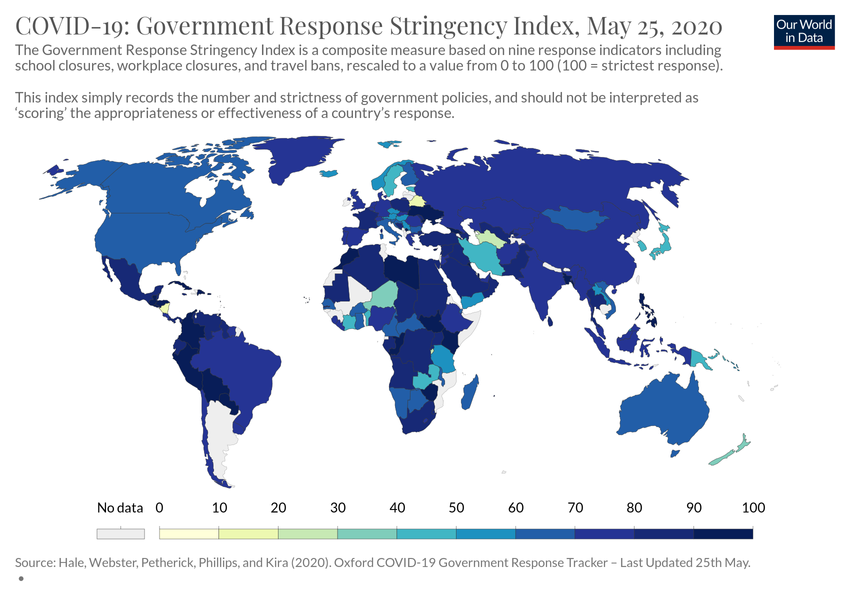 COVID-19: Government Response Stringency Index, May 25, 2020
Our World
in Data
The Government Response Stringency Index is a composite measure based on nine response indicators including
school closures, workplace closures, and travel bans, rescaled to a value from 0 to 100 (100 = strictest response).
This index simply records the number and strictness of government policies, and should not be interpreted as
‘scoring’ the appropriateness or effectiveness of a country’s response.
No data 0 10 20 30 40 50 60 70 80 90 100
Source: Hale, Webster, Petherick, Phillips, and Kira (2020). Oxford COVID-19 Government Response Tracker – Last Updated 25th May.
•